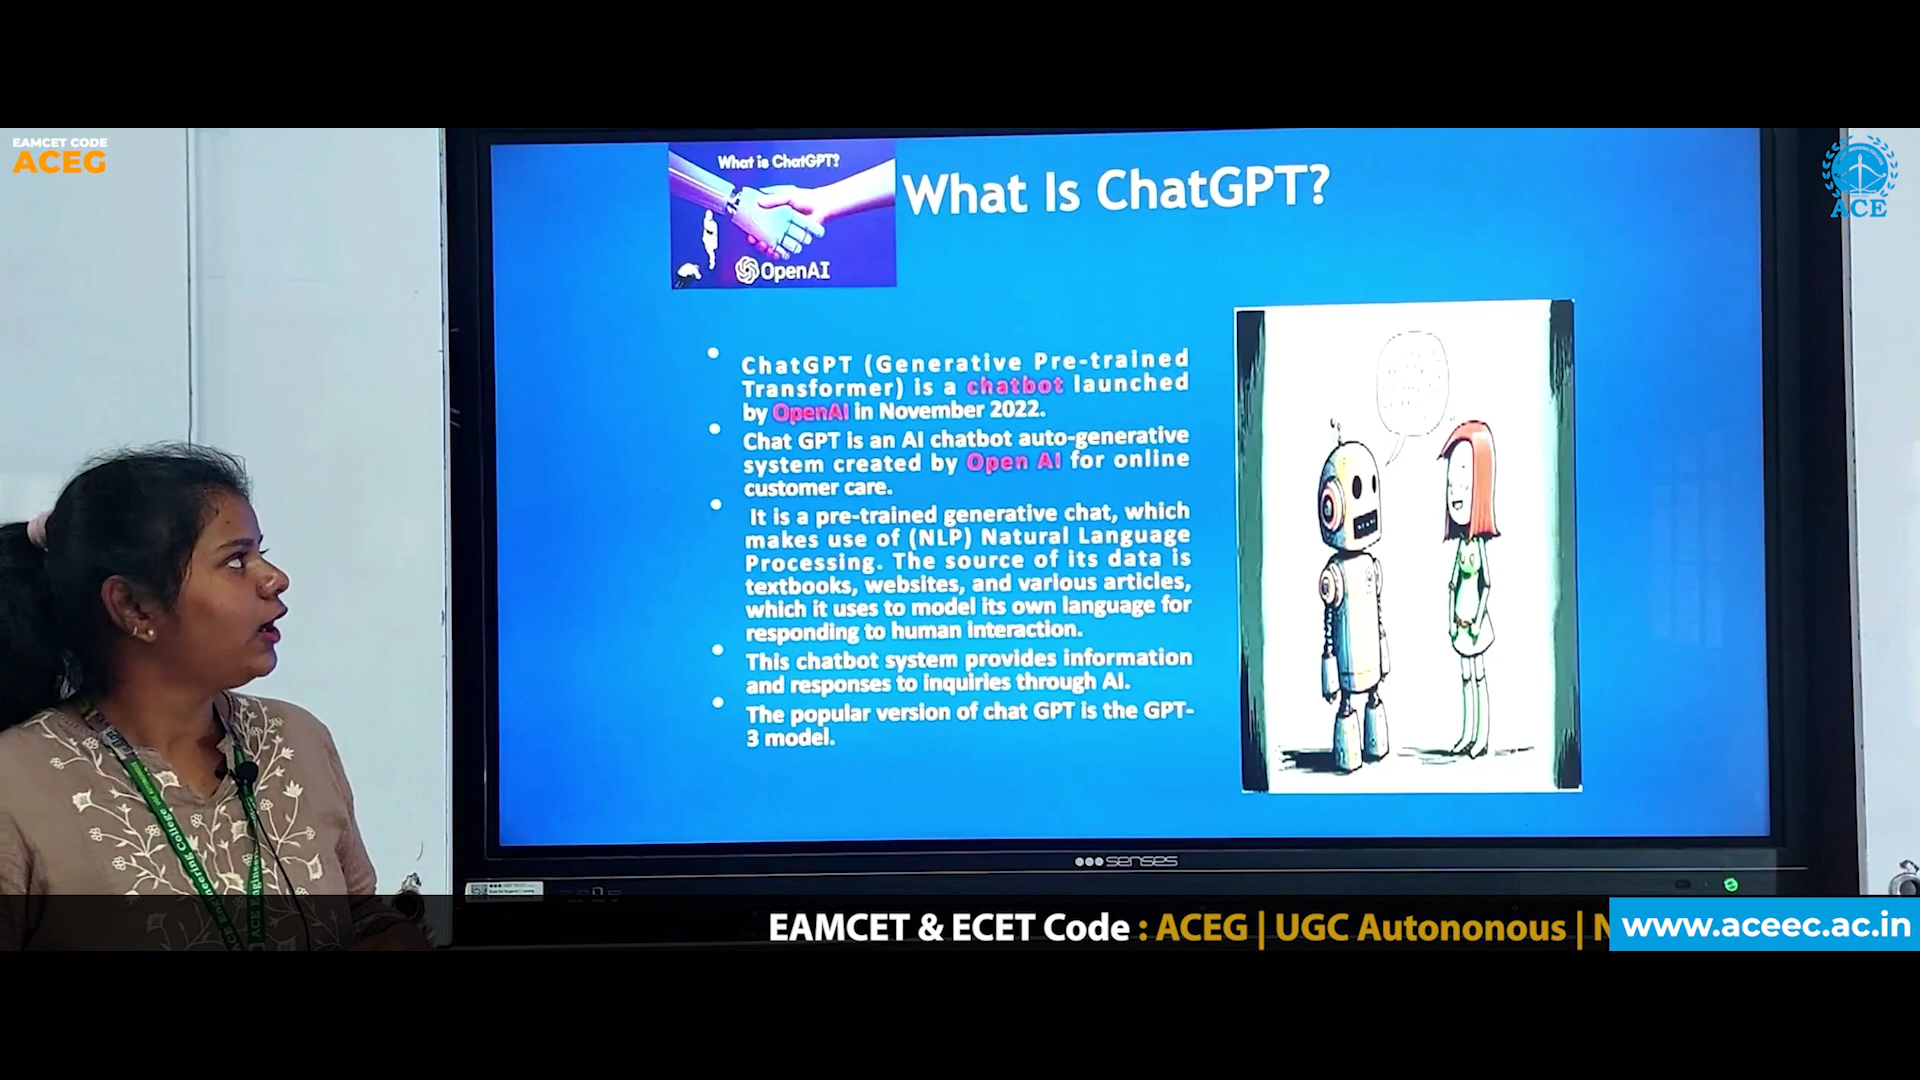 EAMCET CODE
ACEG
ACE
What is ChatGPT?
OpenAI
What Is ChatGPT?
ChatGPT (Generative Pre-trained
Transformer) is a chatbot launched
by OpenAI in November 2022.
Chat GPT is an AI chatbot auto-generative
system created by Open AI for online
customer care.
It is a pre-trained generative chat, which
makes use of (NLP) Natural Language
Processing. The source of its data is
textbooks, websites, and various articles,
which it uses to model its own language for
responding to human interaction.
This chatbot system provides information
and responses to inquiries through AI.
The popular version of chat GPT is the GPT-
3 model.
senses
ACE Engineering College
EAMCET & ECET Code : ACEG | UGC Autononous | N
www.aceec.ac.in